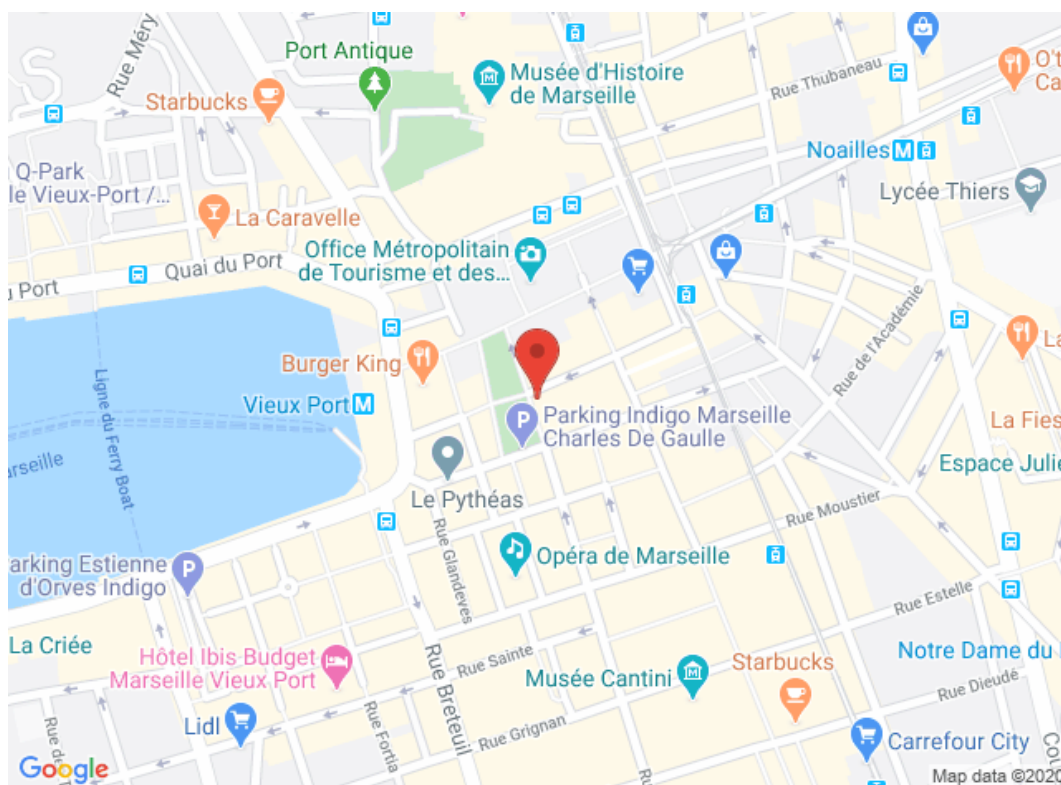 Port Antique
Rue Méry
Starbucks
Musée d'Histoire
de Marseille
Rue Thubaneau
O't
Ca
Noailles M
Lycée Thiers
Q-Park
le Vieux-Port /...
La Caravelle
Quai du Port
u Port
Office Métropolitain
de Tourisme et des...
Rue de l'Académie
La
Burger King
Vieux Port M
Ligne du Ferry Boat
arseille
P
Parking Indigo Marseille
Charles De Gaulle
La Fies
Espace Julie
Le Pythéas
Rue Glandeves
Rue Moustier
Opéra de Marseille
P
arking Estienne
d'Orves Indigo
Rue Estelle
La Criée
Hôtel Ibis Budget
Marseille Vieux Port
Rue Sainte
Rue Breteuil
Musée Cantini
Starbucks
Notre Dame du
Rue Dieudé
Lidl
Rue de
Rue Fortia
Rue Grignan
Carrefour City
Cou
Google
Map data ©2020